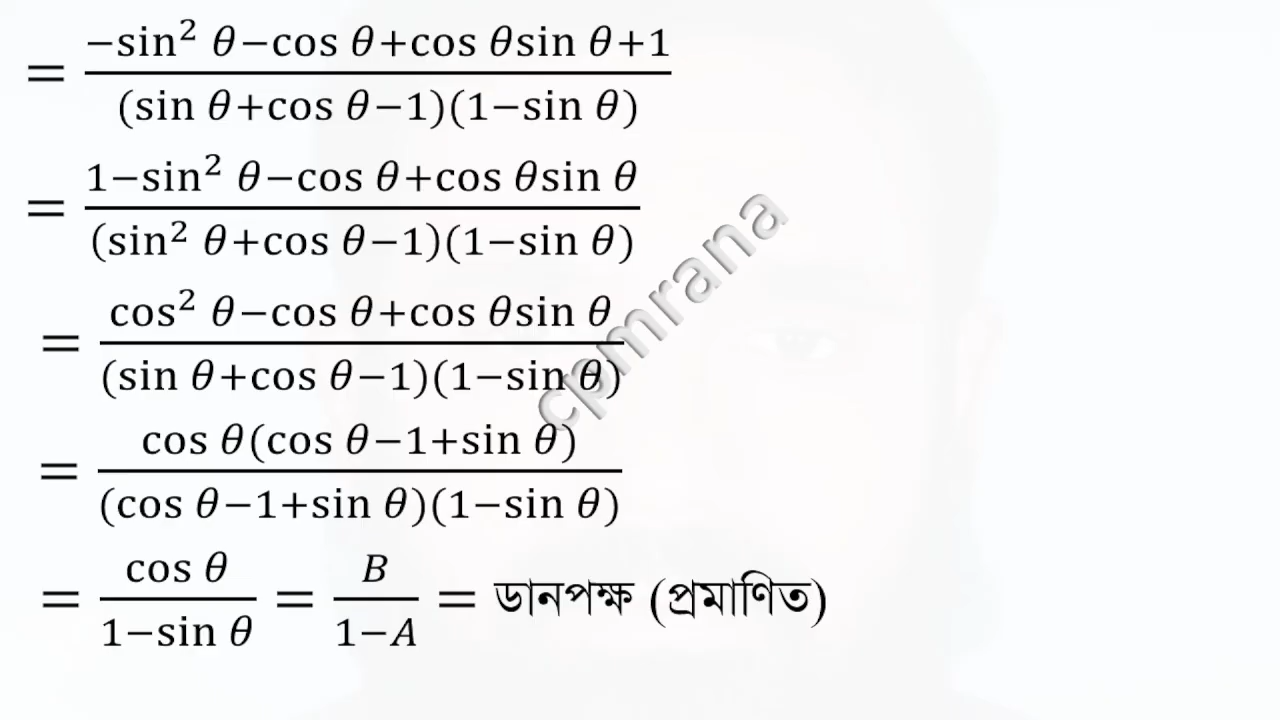 = (−sin² θ−cos θ+cos θsin θ+1)/((sin θ+cos θ−1)(1−sin θ))
= (1−sin² θ−cos θ+cos θsin θ)/((sin² θ+cos θ−1)(1−sin θ))
= (cos² θ−cos θ+cos θsin θ)/((sin θ+cos θ−1)(1−sin θ))
= (cos θ(cos θ−1+sin θ))/((cos θ−1+sin θ)(1−sin θ))
= (cos θ)/(1−sin θ) = B/(1−A) = ডানপক্ষ (প্রমাণিত)
cpmrana